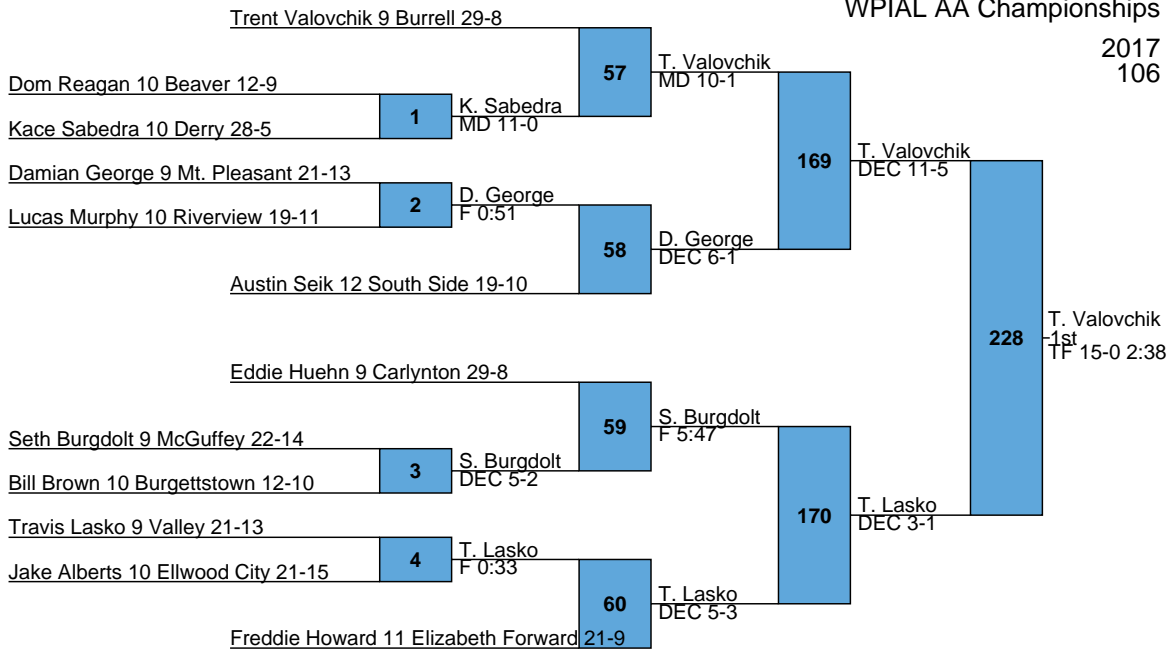 WPIAL AA Championships
2017
106
Trent Valovchik 9 Burrell 29-8
57
T. Valovchik
MD 10-1
Dom Reagan 10 Beaver 12-9
1
K. Sabedra
MD 11-0
Kace Sabedra 10 Derry 28-5
169
T. Valovchik
DEC 11-5
Damian George 9 Mt. Pleasant 21-13
2
D. George
F 0:51
Lucas Murphy 10 Riverview 19-11
58
D. George
DEC 6-1
Austin Seik 12 South Side 19-10
228
T. Valovchik
1st
TF 15-0 2:38
Eddie Huehn 9 Carlynton 29-8
59
S. Burgdolt
F 5:47
Seth Burgdolt 9 McGuffey 22-14
3
S. Burgdolt
DEC 5-2
Bill Brown 10 Burgettstown 12-10
170
T. Lasko
DEC 3-1
Travis Lasko 9 Valley 21-13
4
T. Lasko
F 0:33
Jake Alberts 10 Ellwood City 21-15
60
T. Lasko
DEC 5-3
Freddie Howard 11 Elizabeth Forward 21-9